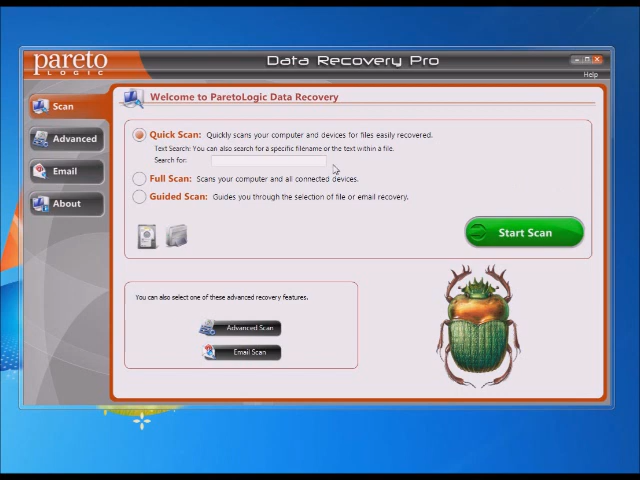 pareto
LOGIC
Data Recovery Pro
Help
Scan
Advanced
Email
About
Welcome to ParetoLogic Data Recovery
Quick Scan: Quickly scans your computer and devices for files easily recovered.
Text Search: You can also search for a specific filename or the text within a file.
Search for:
Full Scan: Scans your computer and all connected devices.
Guided Scan: Guides you through the selection of file or email recovery.
Start Scan
You can also select one of these advanced recovery features.
Advanced Scan
Email Scan